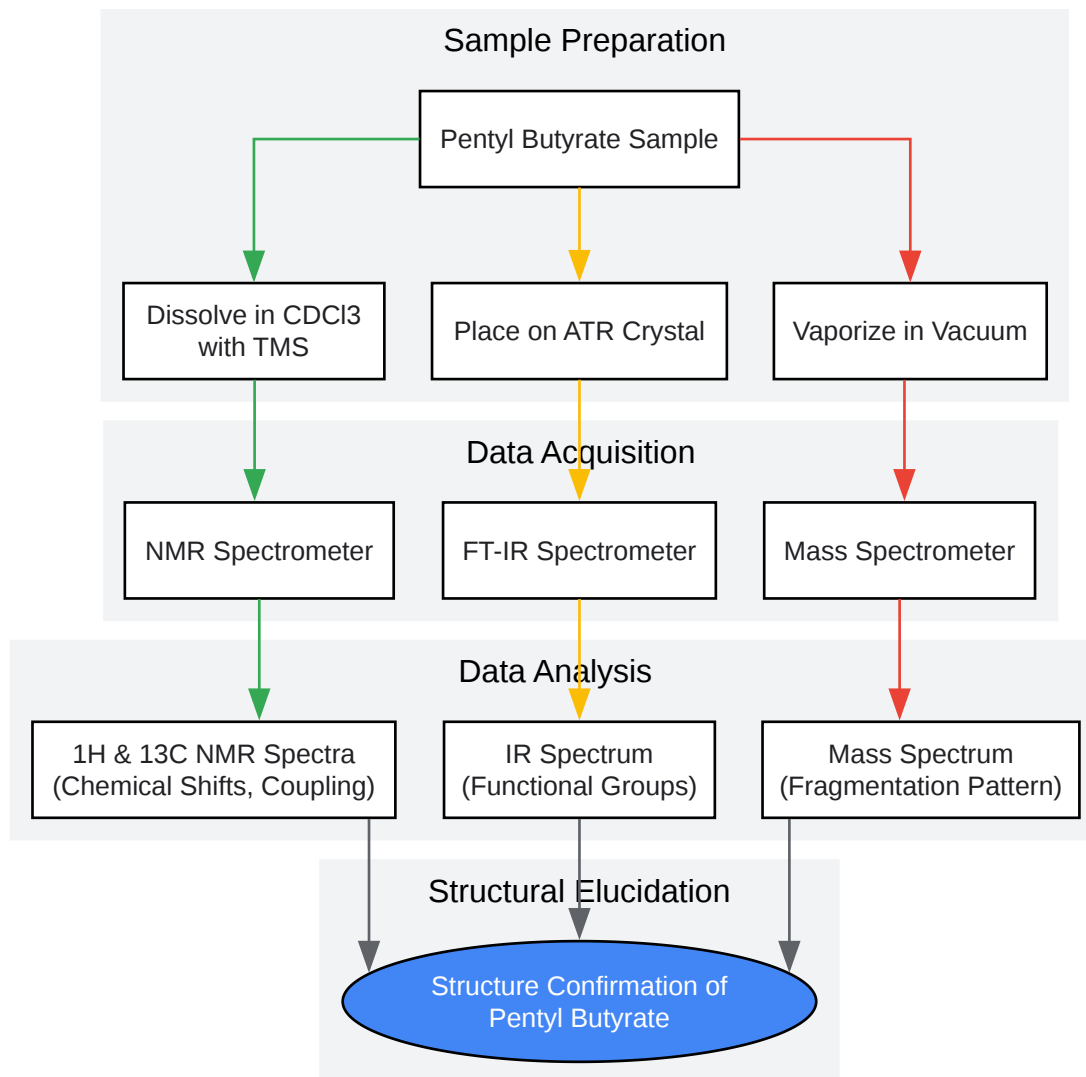 Sample Preparation
Pentyl Butyrate Sample
Dissolve in CDCl3
with TMS
Place on ATR Crystal
Vaporize in Vacuum
Data Acquisition
NMR Spectrometer
FT-IR Spectrometer
Mass Spectrometer
Data Analysis
1H & 13C NMR Spectra
(Chemical Shifts, Coupling)
IR Spectrum
(Functional Groups)
Mass Spectrum
(Fragmentation Pattern)
Structural Elucidation
Structure Confirmation of
Pentyl Butyrate